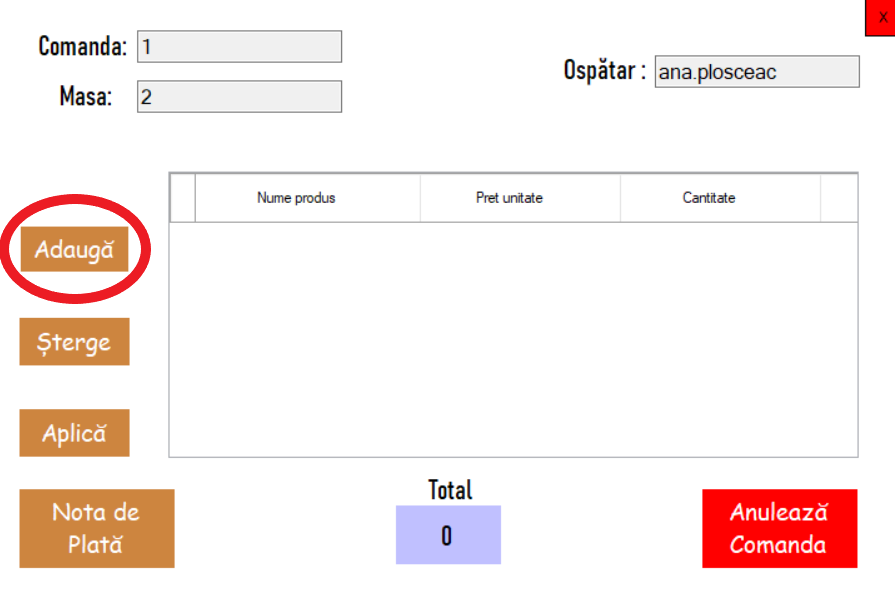 X
Comanda: 1
Ospătar : ana.plosceac
Masa: 2
Nume produs Pret unitate Cantitate
Adaugă
Șterge
Aplică
Nota de
Plată
Total
0
Anulează
Comanda